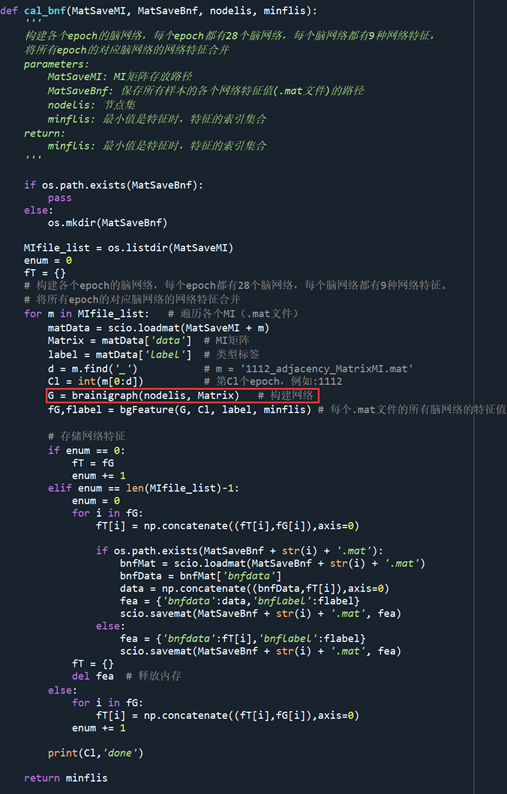 def cal_bnf(MatSaveMI, MatSaveBnf, nodelis, minflis):
    '''
    构建各个epoch的脑网络，每个epoch都有28个脑网络，每个脑网络都有9种网络特征，
    将所有epoch的对应脑网络的网络特征合并
    parameters:
        MatSaveMI: MI矩阵存放路径
        MatSaveBnf: 保存所有样本的各个网络特征值(.mat文件)的路径
        nodelis: 节点集
        minflis: 最小值是特征时，特征的索引集合
    return:
        minflis: 最小值是特征时，特征的索引集合
    '''
    if os.path.exists(MatSaveBnf):
        pass
    else:
        os.mkdir(MatSaveBnf)
    MIfile_list = os.listdir(MatSaveMI)
    enum = 0
    fT = {}
    # 构建各个epoch的脑网络，每个epoch都有28个脑网络，每个脑网络都有9种网络特征。
    # 将所有epoch的对应脑网络的网络特征合并
    for m in MIfile_list:   # 遍历各个MI（.mat文件）
        matData = scio.loadmat(MatSaveMI + m)
        Matrix = matData['data']  # MI矩阵
        label = matData['label']  # 类型标签
        d = m.find('_')           # m = '1112_adjacency_MatrixMI.mat'
        Cl = int(m[0:d])          # 第Cl个epoch，例如:1112
        G = brainigraph(nodelis, Matrix)   # 构建网络
        fG,flabel = bgFeature(G, Cl, label, minflis) # 每个.mat文件的所有脑网络的特征值
        # 存储网络特征
        if enum == 0:
            fT = fG
            enum += 1
        elif enum == len(MIfile_list)-1:
            enum = 0
            for i in fG:
                fT[i] = np.concatenate((fT[i],fG[i]),axis=0)
                if os.path.exists(MatSaveBnf + str(i) + '.mat'):
                    bnfMat = scio.loadmat(MatSaveBnf + str(i) + '.mat')
                    bnfData = bnfMat['bnfdata']
                    data = np.concatenate((bnfData,fT[i]),axis=0)
                    fea = {'bnfdata':data,'bnflabel':flabel}
                    scio.savemat(MatSaveBnf + str(i) + '.mat', fea)
                else:
                    fea = {'bnfdata':fT[i],'bnflabel':flabel}
                    scio.savemat(MatSaveBnf + str(i) + '.mat', fea)
            fT = {}
            del fea  # 释放内存
        else:
            for i in fG:
                fT[i] = np.concatenate((fT[i],fG[i]),axis=0)
            enum += 1
        print(Cl,'done')
    return minflis